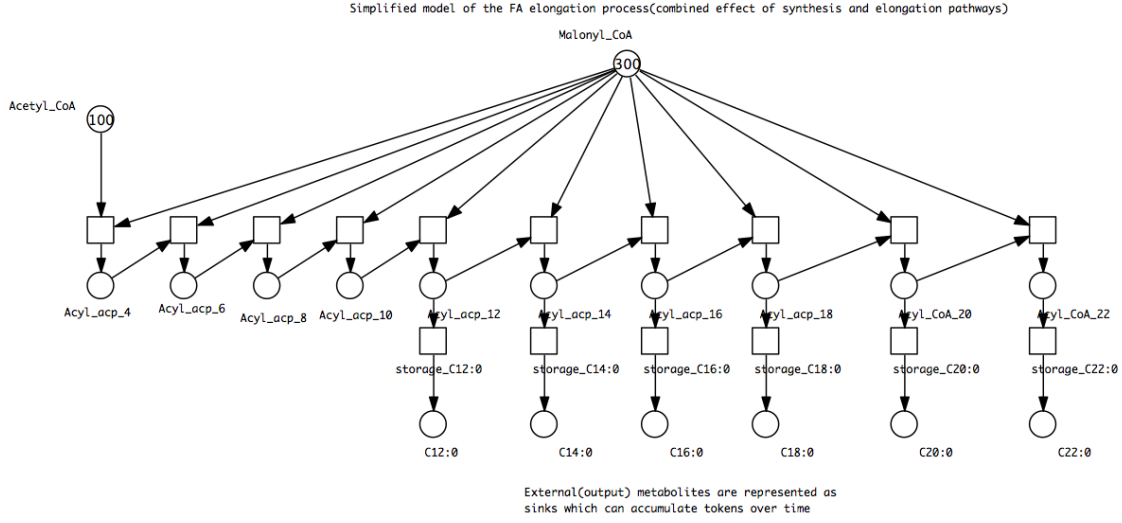 Simplified model of the FA elongation process(combined effect of synthesis and elongation pathways)
Malonyl_CoA
300
Acetyl_CoA
100
Acyl_acp_4
Acyl_acp_6
Acyl_acp_8
Acyl_acp_10
Acyl_acp_12
Acyl_acp_14
Acyl_acp_16
Acyl_acp_18
Acyl_CoA_20
Acyl_CoA_22
storage_C12:0
storage_C14:0
storage_C16:0
storage_C18:0
storage_C20:0
storage_C22:0
C12:0
C14:0
C16:0
C18:0
C20:0
C22:0
External(output) metabolites are represented as
sinks which can accumulate tokens over time